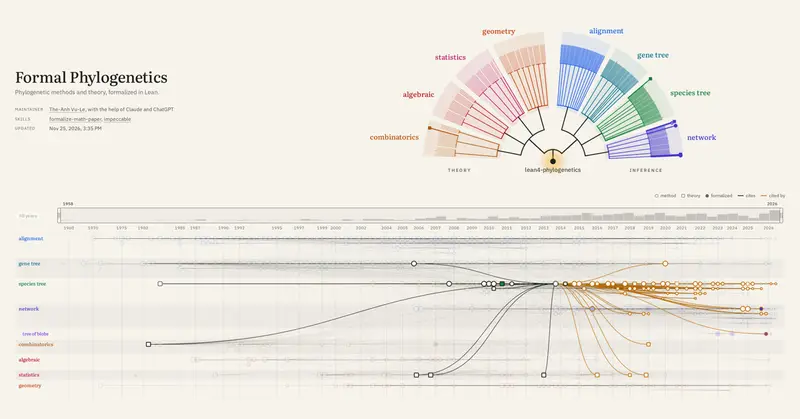 Formal Phylogenetics
Phylogenetic methods and theory, formalized in Lean.
MAINTAINER The-Anh Vu-Le, with the help of Claude and ChatGPT
SKILLS formalize-math-paper, impeccable
UPDATED Nov 25, 2026, 3:35 PM
geometry
alignment
statistics
gene tree
algebraic
species tree
combinatorics
network
lean4-phylogenetics
THEORY
INFERENCE
method
theory
formalized
cites
cited by
1958
2026
alignment
gene tree
species tree
network
tree of blobs
combinatorics
algebraic
statistics
geometry